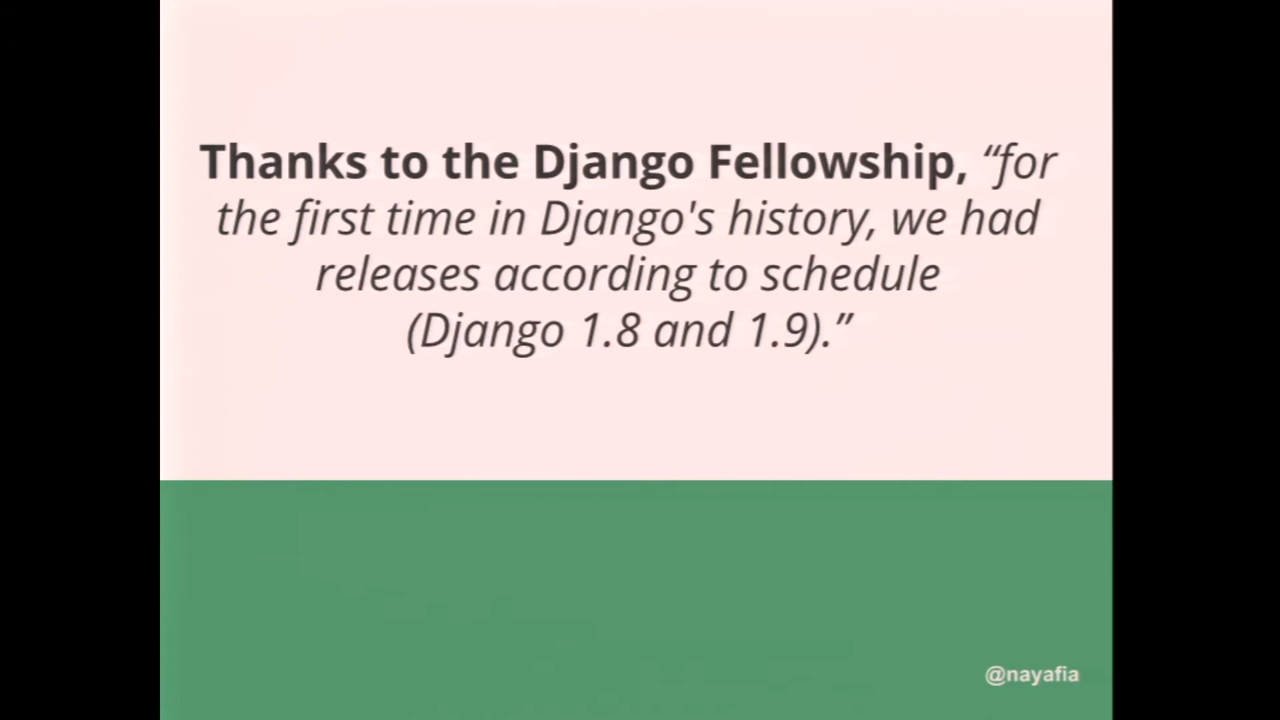 Thanks to the Django Fellowship, “for
the first time in Django's history, we had
releases according to schedule
(Django 1.8 and 1.9).”
@nayafia